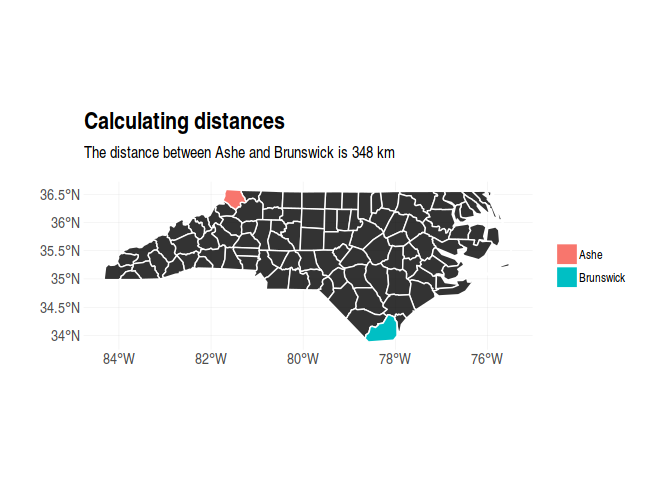 Calculating distances
The distance between Ashe and Brunswick is 348 km
36.5°N
36°N
35.5°N
35°N
34.5°N
34°N
84°W
82°W
80°W
78°W
76°W
Ashe
Brunswick